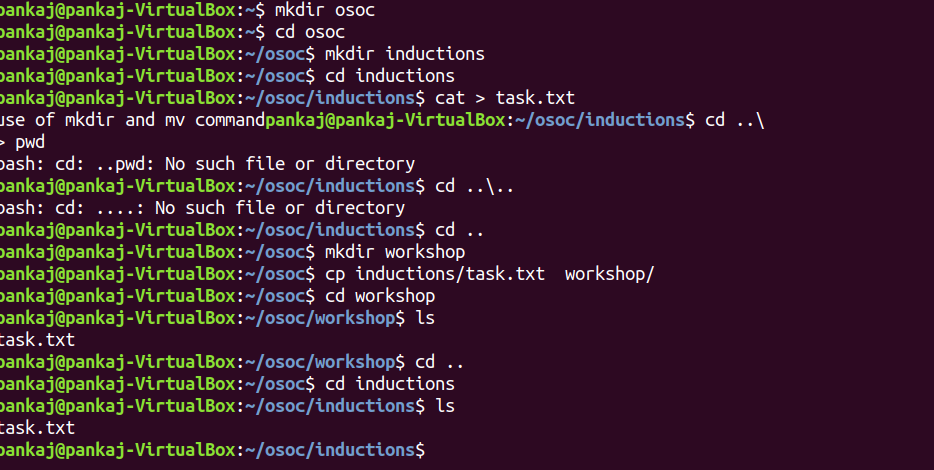 pankaj@pankaj-VirtualBox:~$ mkdir osoc
pankaj@pankaj-VirtualBox:~$ cd osoc
pankaj@pankaj-VirtualBox:~/osoc$ mkdir inductions
pankaj@pankaj-VirtualBox:~/osoc$ cd inductions
pankaj@pankaj-VirtualBox:~/osoc/inductions$ cat > task.txt
use of mkdir and mv commandpankaj@pankaj-VirtualBox:~/osoc/inductions$ cd ..\
> pwd
bash: cd: ..pwd: No such file or directory
pankaj@pankaj-VirtualBox:~/osoc/inductions$ cd ..\..
bash: cd: ....: No such file or directory
pankaj@pankaj-VirtualBox:~/osoc/inductions$ cd ..
pankaj@pankaj-VirtualBox:~/osoc$ mkdir workshop
pankaj@pankaj-VirtualBox:~/osoc$ cp inductions/task.txt  workshop/
pankaj@pankaj-VirtualBox:~/osoc$ cd workshop
pankaj@pankaj-VirtualBox:~/osoc/workshop$ ls
task.txt
pankaj@pankaj-VirtualBox:~/osoc/workshop$ cd ..
pankaj@pankaj-VirtualBox:~/osoc$ cd inductions
pankaj@pankaj-VirtualBox:~/osoc/inductions$ ls
task.txt
pankaj@pankaj-VirtualBox:~/osoc/inductions$